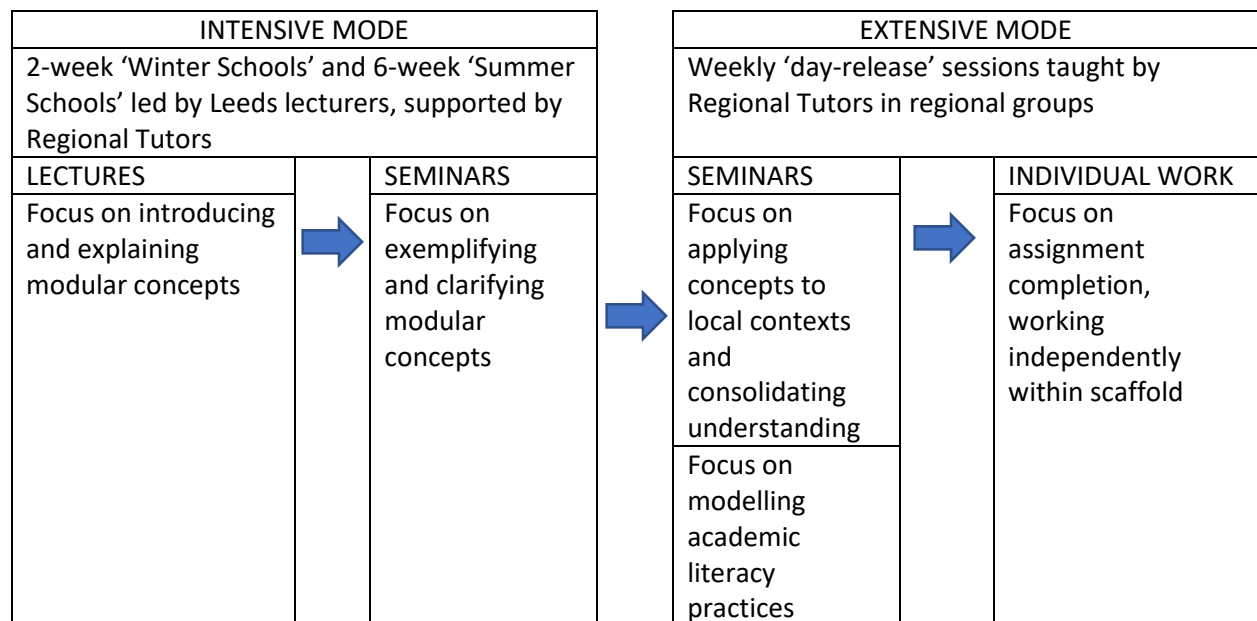 INTENSIVE MODE
2-week ‘Winter Schools’ and 6-week ‘Summer
Schools’ led by Leeds lecturers, supported by
Regional Tutors
LECTURES
Focus on introducing
and explaining
modular concepts
SEMINARS
Focus on
exemplifying
and clarifying
modular
concepts
EXTENSIVE MODE
Weekly ‘day-release’ sessions taught by
Regional Tutors in regional groups
SEMINARS
Focus on
applying
concepts to
local contexts
and
consolidating
understanding
Focus on
modelling
academic
literacy
practices
INDIVIDUAL WORK
Focus on
assignment
completion,
working
independently
within scaffold